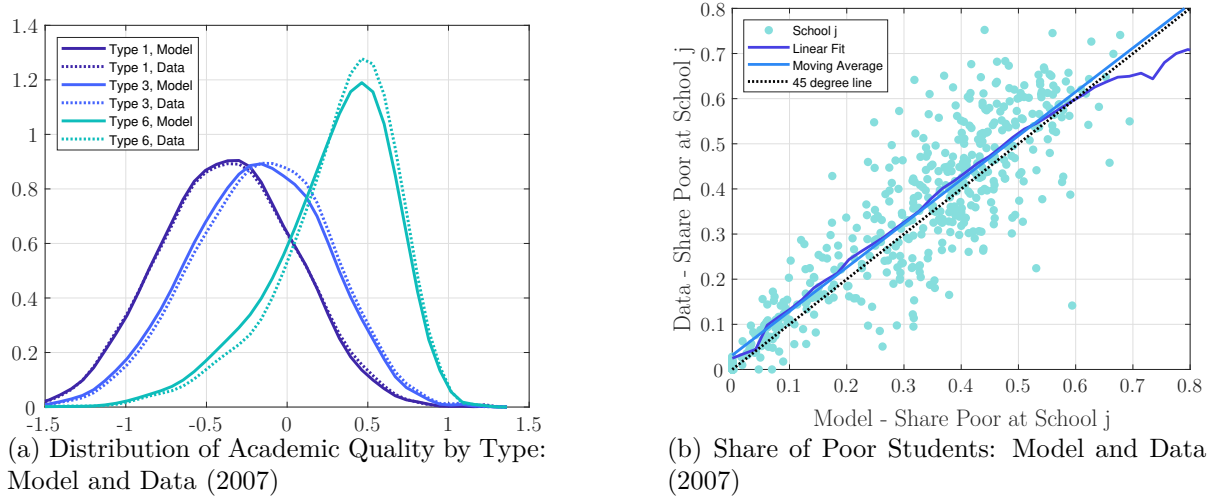 1.4
1.2
1
0.8
0.6
0.4
0.2
0
-1.5
-1
-0.5
0
0.5
1
1.5
Type 1, Model
Type 1, Data
Type 3, Model
Type 3, Data
Type 6, Model
Type 6, Data
(a) Distribution of Academic Quality by Type:
Model and Data (2007)
Data - Share Poor at School j
0.8
0.7
0.6
0.5
0.4
0.3
0.2
0.1
0
0
0.1
0.2
0.3
0.4
0.5
0.6
0.7
0.8
School j
Linear Fit
Moving Average
45 degree line
Model - Share Poor at School j
(b) Share of Poor Students: Model and Data
(2007)